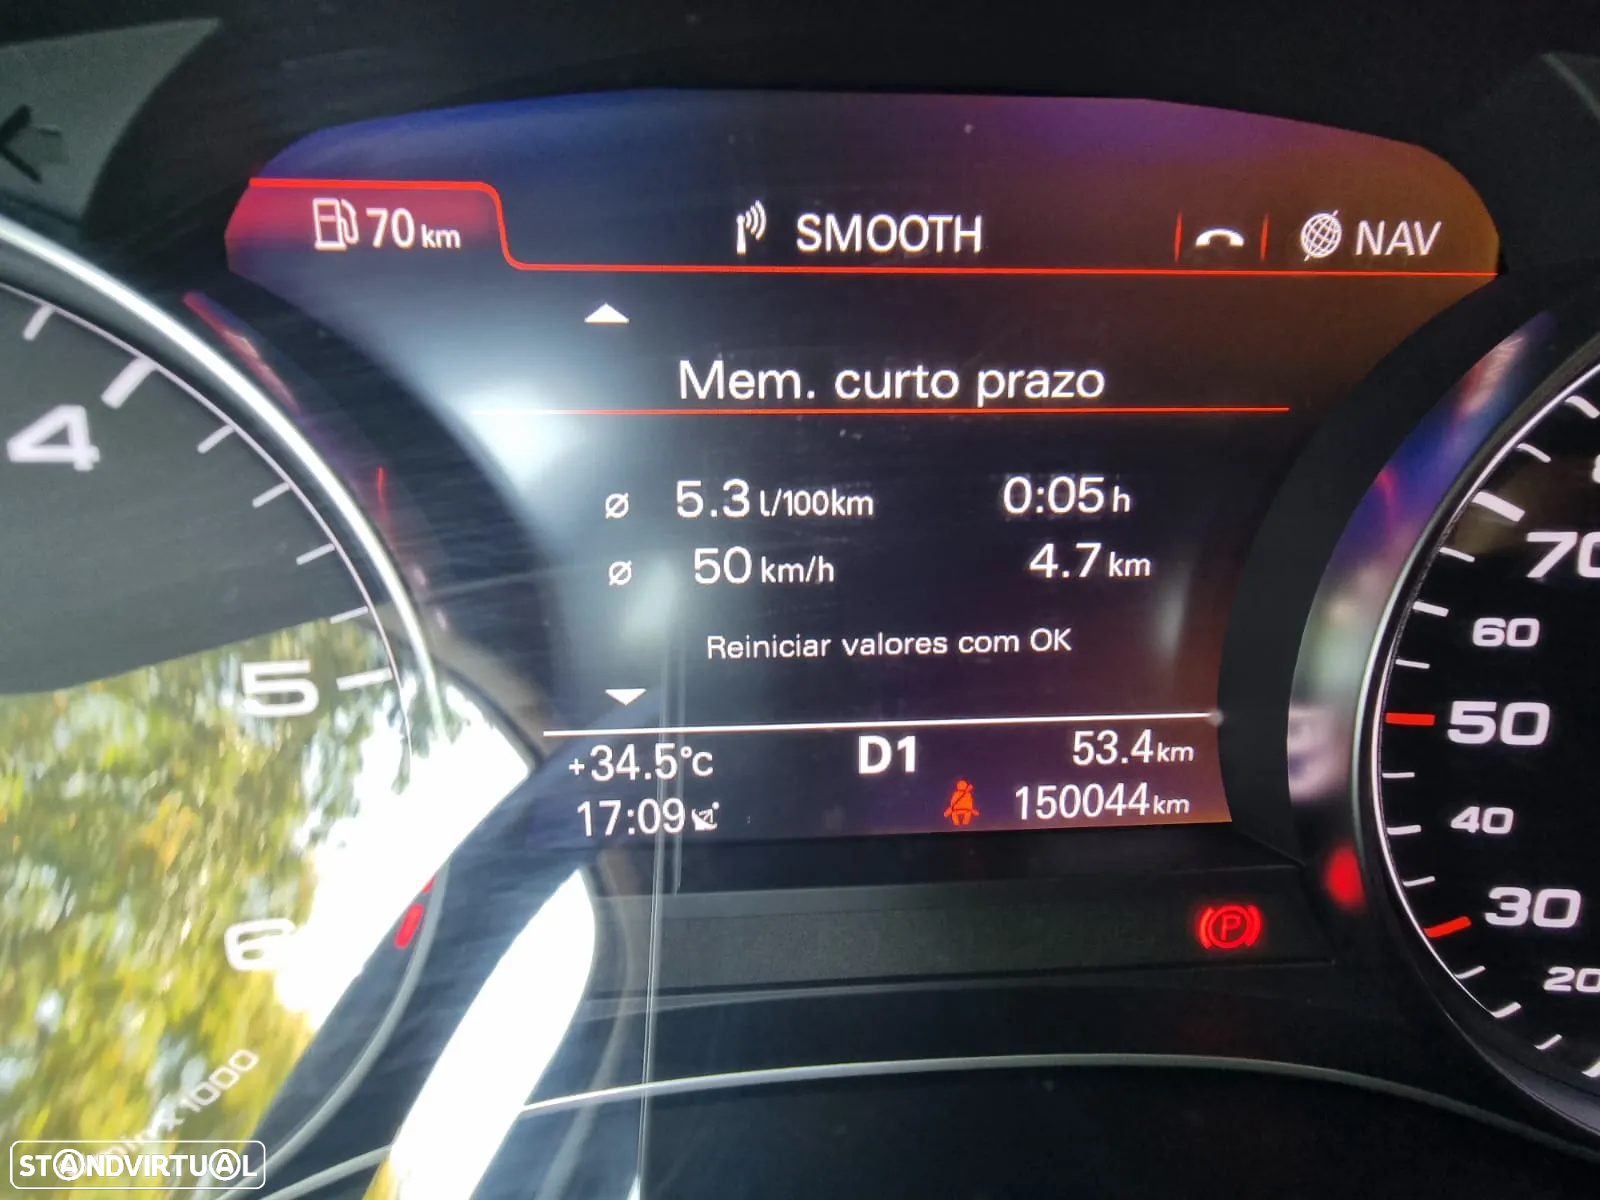 70 km
SMOOTH
NAV
Mem. curto prazo
Ø 5.3 l/100km 0:05 h
Ø 50 km/h 4.7 km
Reiniciar valores com OK
+34.5°C D1 53.4 km
17:09 150044 km
4
5
6
x1000
70
60
50
40
30
20
P
STANDVIRTUAL